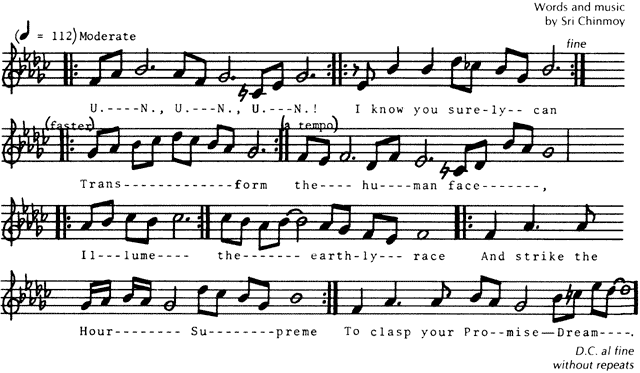 Words and music
by Sri Chinmoy
( = 112) Moderate
fine
U.----N., U.---N., U.---N.! I know you sure-ly-- can
(faster) (a tempo)
Trans-------------form the---- hu----man face-------,
Il---lume---- the------- earth-ly--- race And strike the
Hour-------- Su--------preme To clasp your Pro--mise—Dream----.
D.C. al fine
without repeats